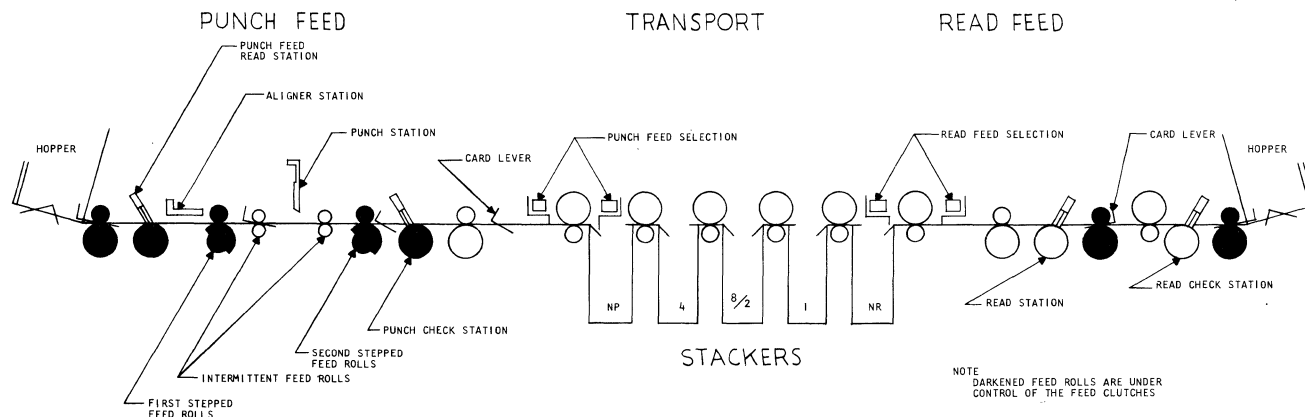 PUNCH FEED
TRANSPORT
READ FEED
PUNCH FEED
READ STATION
ALIGNER STATION
PUNCH STATION
PUNCH FEED SELECTION
READ FEED SELECTION
CARD LEVER
HOPPER
CARD LEVER
HOPPER
NP
4
8/2
1
NR
READ STATION
READ CHECK STATION
PUNCH CHECK STATION
SECOND STEPPED
FEED ROLLS
INTERMITTENT FEED ROLLS
FIRST STEPPED
FEED ROLLS
STACKERS
NOTE
DARKENED FEED ROLLS ARE UNDER
CONTROL OF THE FEED CLUTCHES